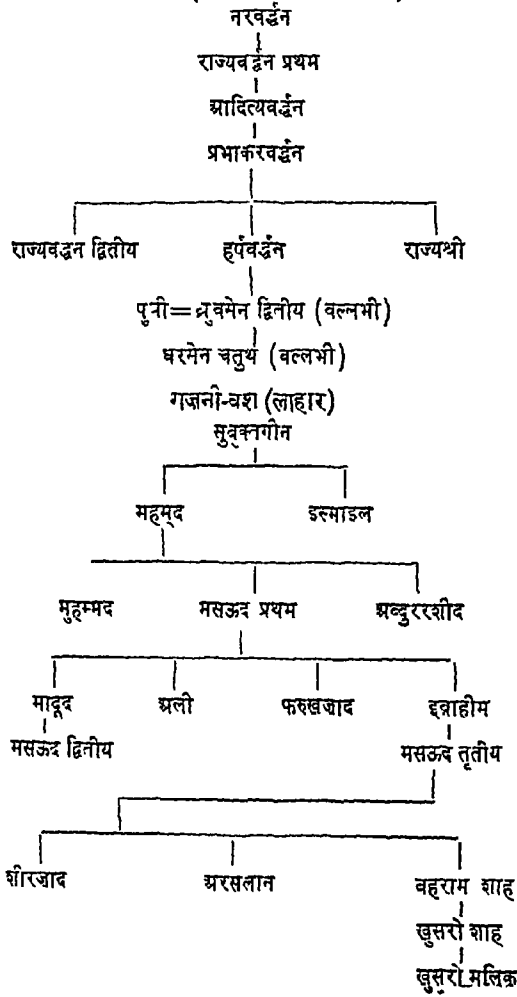 नरवर्द्धन
राज्यवर्द्धन प्रथम
आदित्यवर्द्धन
प्रभाकरवर्द्धन
राज्यवर्द्धन द्वितीय हर्षवर्द्धन राज्यश्री
पुत्री=ध्रुवसेन द्वितीय (वल्लभी)
धरसेन चतुर्थ (वल्लभी)
गजनी-वंश (लाहौर)
सुबुक्तगीन
महमूद इस्माइल
मुहम्मद मसऊद प्रथम अब्दुररशीद
मादूद अली फरुखज़ाद इब्राहीम
मसऊद द्वितीय मसऊद तृतीय
शीरज़ाद अरसलान बहराम शाह
खुसरो शाह
खुसरो मलिक